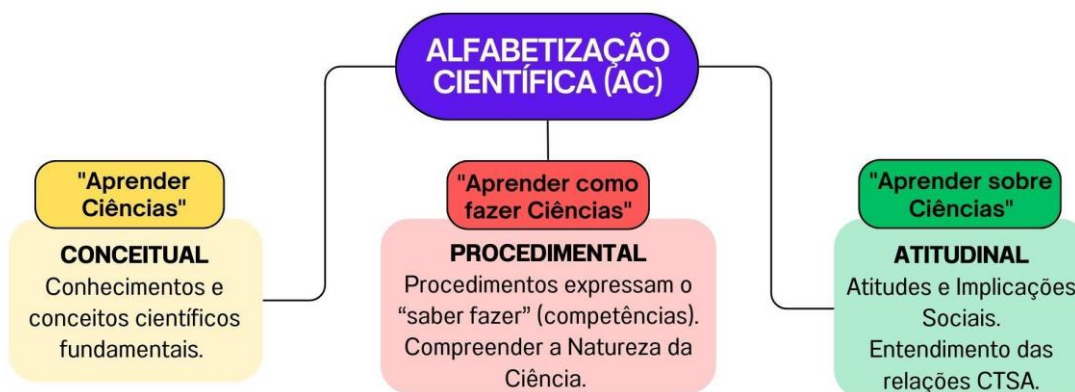 ALFABETIZAÇÃO
CIENTÍFICA (AC)
"Aprender
Ciências"
CONCEITUAL
Conhecimentos e
conceitos científicos
fundamentais.
"Aprender como
fazer Ciências"
PROCEDIMENTAL
Procedimentos expressam o
“saber fazer” (competências).
Compreender a Natureza da
Ciência.
"Aprender sobre
Ciências"
ATITUDINAL
Atitudes e Implicações
Sociais.
Entendimento das
relações CTSA.